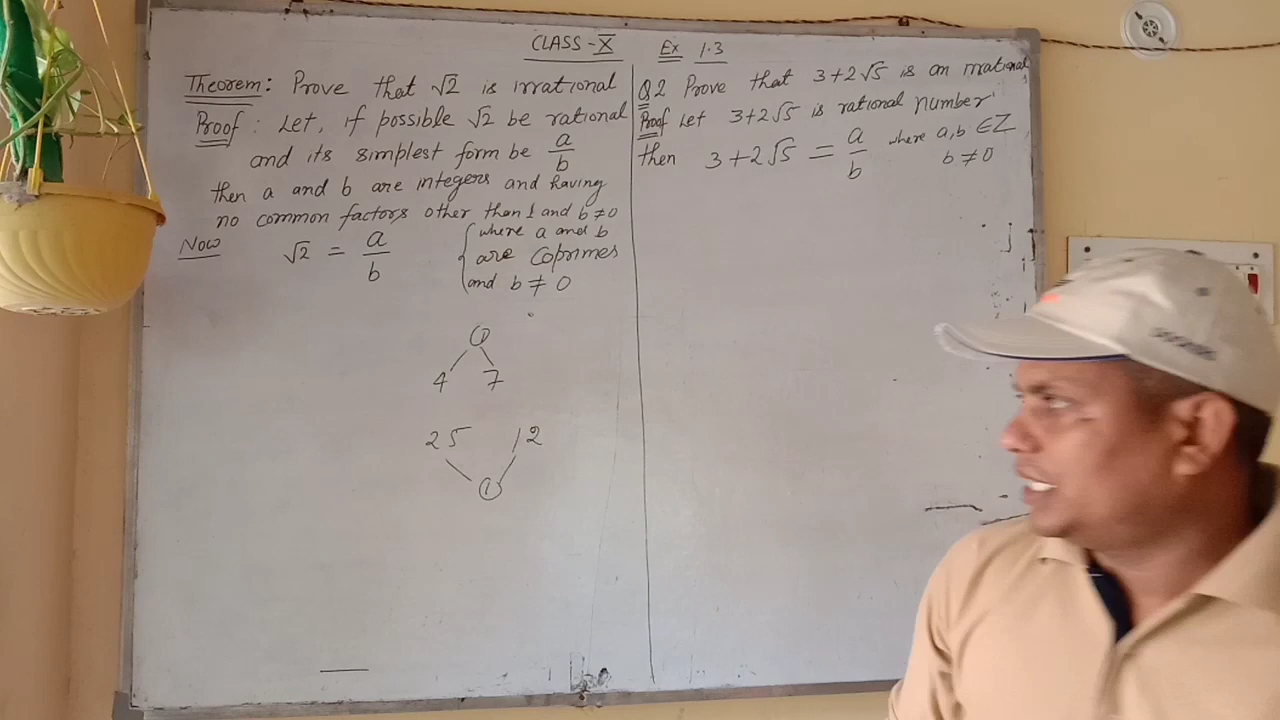 CLASS - X
Ex 1.3
Theorem: Prove that √2 is irrational
Proof: Let, if possible √2 be rational
and its simplest form be a/b
then a and b are integers and having
no common factors other than 1 and b ≠ 0
Now √2 = a/b
{ where a and b
are Coprimes
and b ≠ 0
1
4 7
25 12
1
Q2 Prove that 3+2√5 is an irrational
Proof Let 3+2√5 is rational number
then 3+2√5 = a/b where a, b ∈ Z,
b ≠ 0